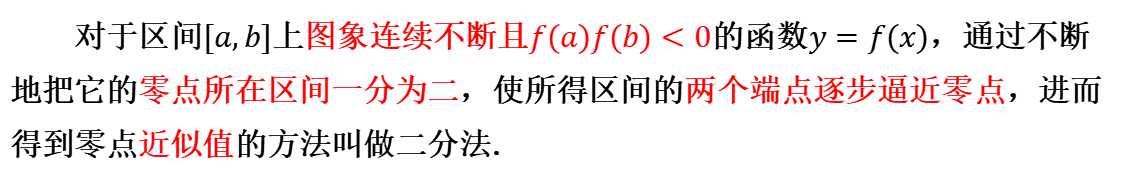 对于区间[a, b]上图象连续不断且f(a)f(b) < 0的函数y = f(x)，通过不断
地把它的零点所在区间一分为二，使所得区间的两个端点逐步逼近零点，进而
得到零点近似值的方法叫做二分法.